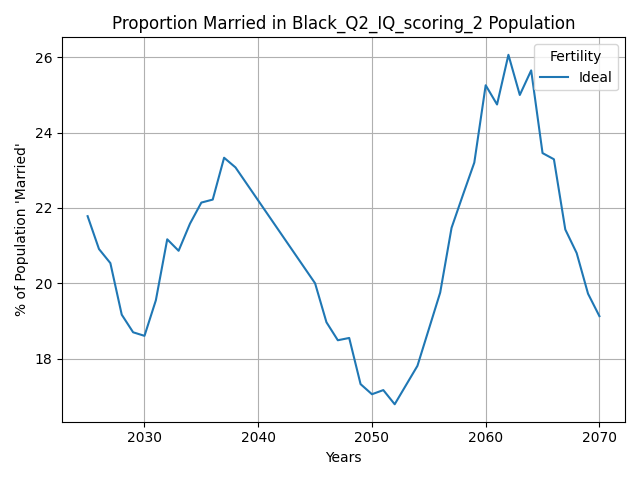 Proportion Married in Black_Q2_IQ_scoring_2 Population
Fertility
Ideal
% of Population 'Married'
26
24
22
20
18
2030
2040
2050
2060
2070
Years